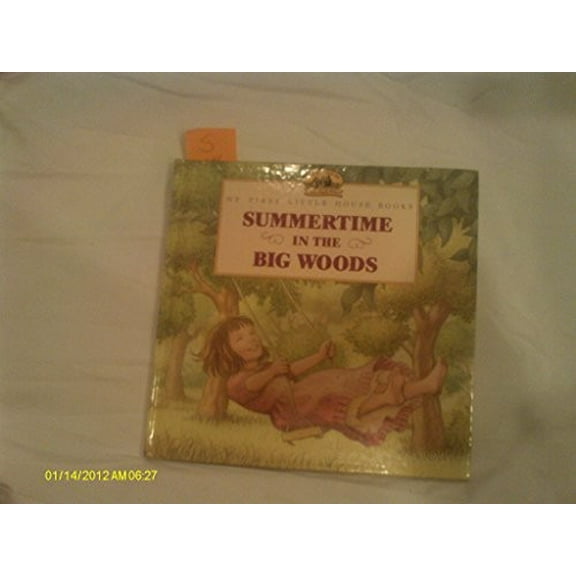 S
MY FIRST LITTLE HOUSE BOOKS
SUMMERTIME
IN THE
BIG WOODS
01/14/2012 AM 06:27